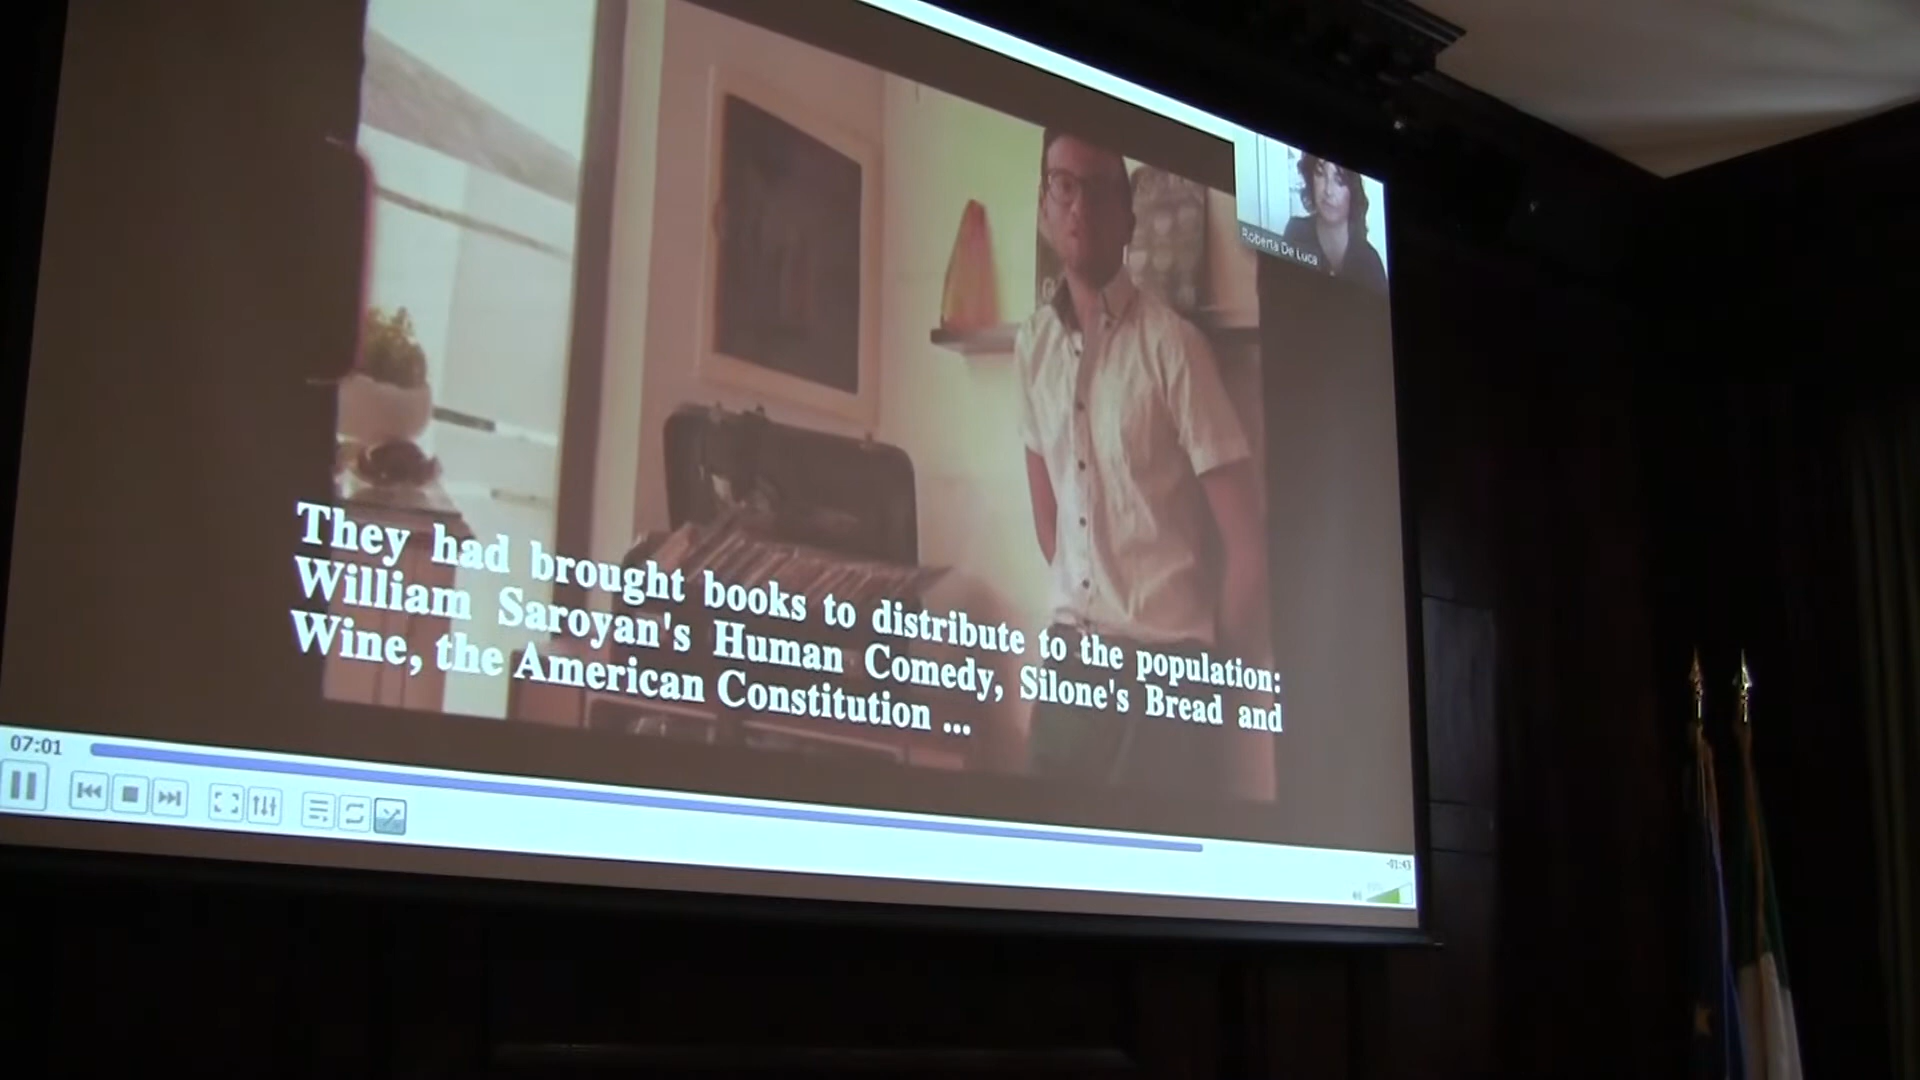 Roberta De Luca
They had brought books to distribute to the population:
William Saroyan's Human Comedy, Silone's Bread and
Wine, the American Constitution ...
07:01
-01:43